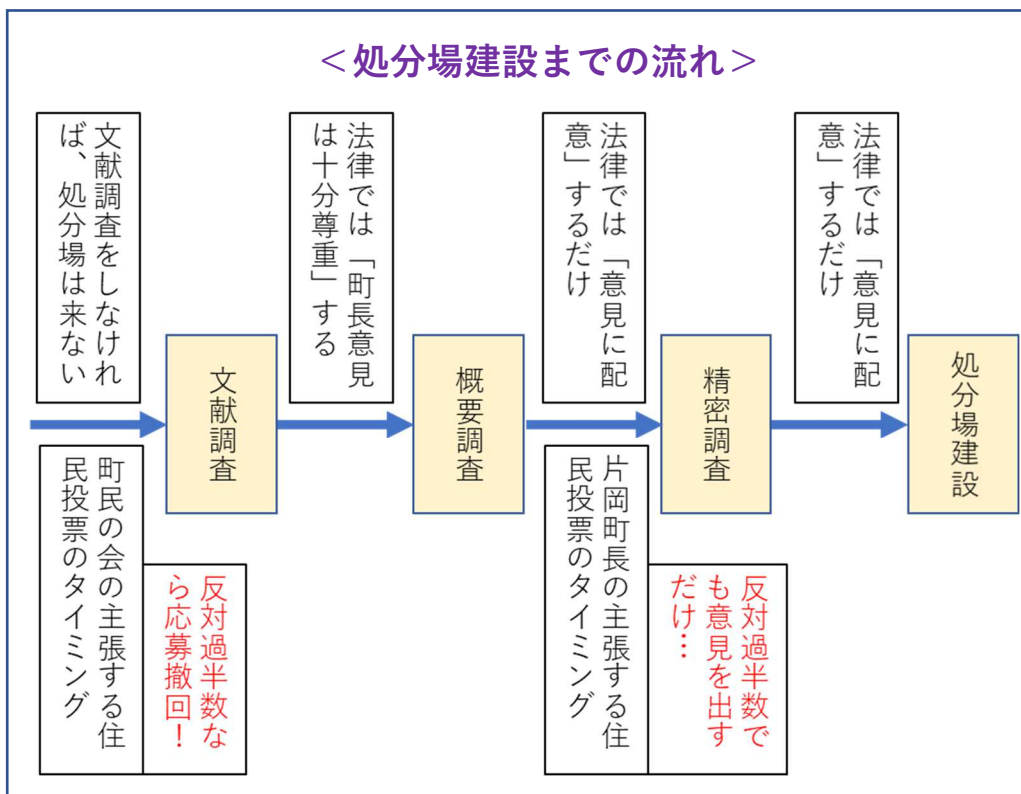 ＜処分場建設までの流れ＞
文献調査をしなけれ
ば、処分場は来ない
法律では「町長意見
は十分尊重」する
法律では「意見に配
意」するだけ
法律では「意見に配
意」するだけ
文献調査
概要調査
精密調査
処分場建設
町民の会の主張する住
民投票のタイミング
反対過半数な
ら応募撤回！
片岡町長の主張する住
民投票のタイミング
反対過半数で
も意見を出す
だけ…